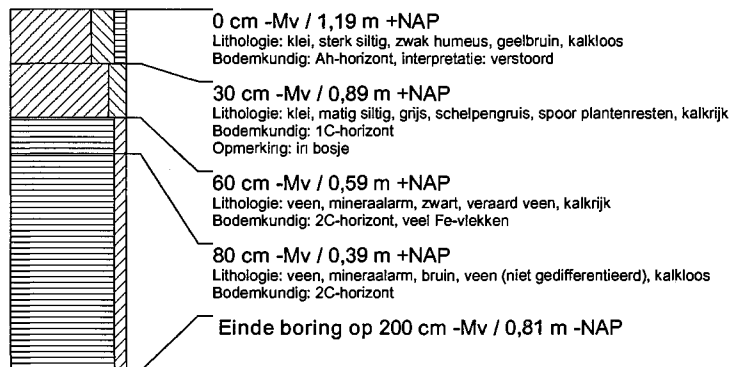 0 cm -Mv / 1,19 m +NAP
Lithologie: klei, sterk siltig, zwak humeus, geelbruin, kalkloos
Bodemkundig: Ah-horizont, interpretatie: verstoord
30 cm -Mv / 0,89 m +NAP
Lithologie: klei, matig siltig, grijs, schelpengruis, spoor plantenresten, kalkrijk
Bodemkundig: 1C-horizont
Opmerking: in bosje
60 cm -Mv / 0,59 m +NAP
Lithologie: veen, mineraalarm, zwart, veraard veen, kalkrijk
Bodemkundig: 2C-horizont, veel Fe-vlekken
80 cm -Mv / 0,39 m +NAP
Lithologie: veen, mineraalarm, bruin, veen (niet gedifferentieerd), kalkloos
Bodemkundig: 2C-horizont
Einde boring op 200 cm -Mv / 0,81 m -NAP